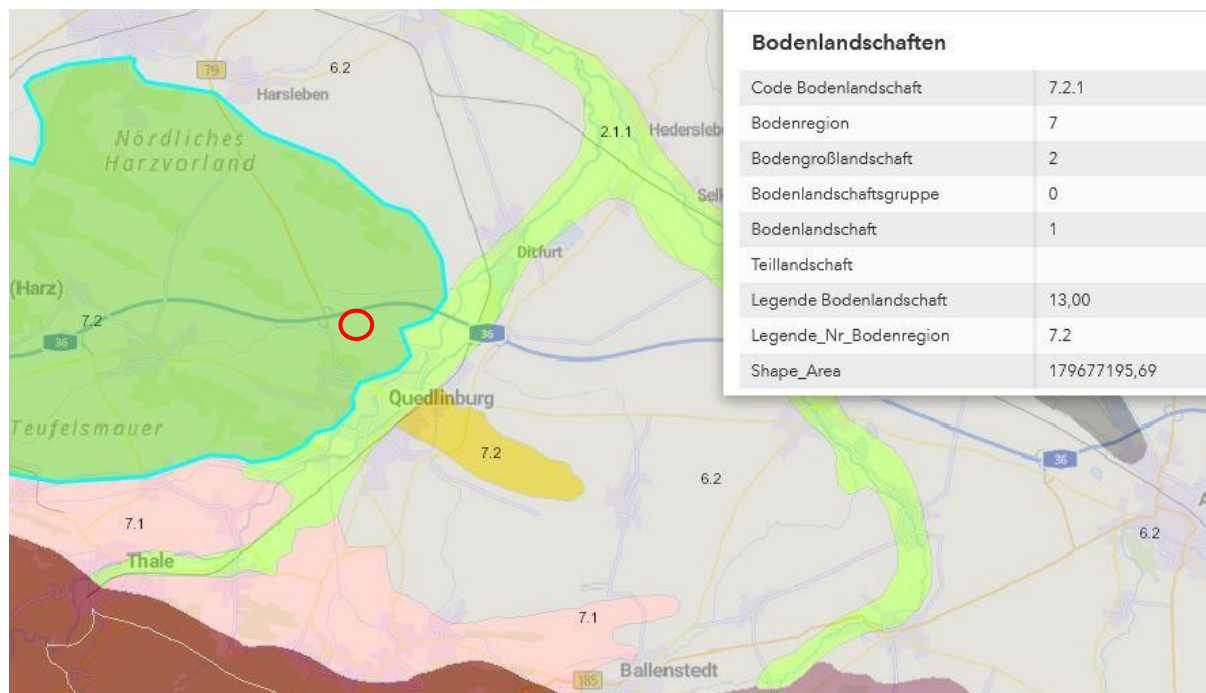 79
6.2
Harsleben
Nördliches
Harzvorland
2.1.1
Ditfurt
(Harz)
7.2
36
36
Quedlinburg
Teufelsmauer
7.2
6.2
36
6.2
7.1
Thale
7.1
185
Ballenstedt
Bodenlandschaften
Code Bodenlandschaft 7.2.1
Bodenregion 7
Bodengroßlandschaft 2
Bodenlandschaftsgruppe 0
Bodenlandschaft 1
Teillandschaft
Legende Bodenlandschaft 13,00
Legende_Nr_Bodenregion 7.2
Shape_Area 179677195,69